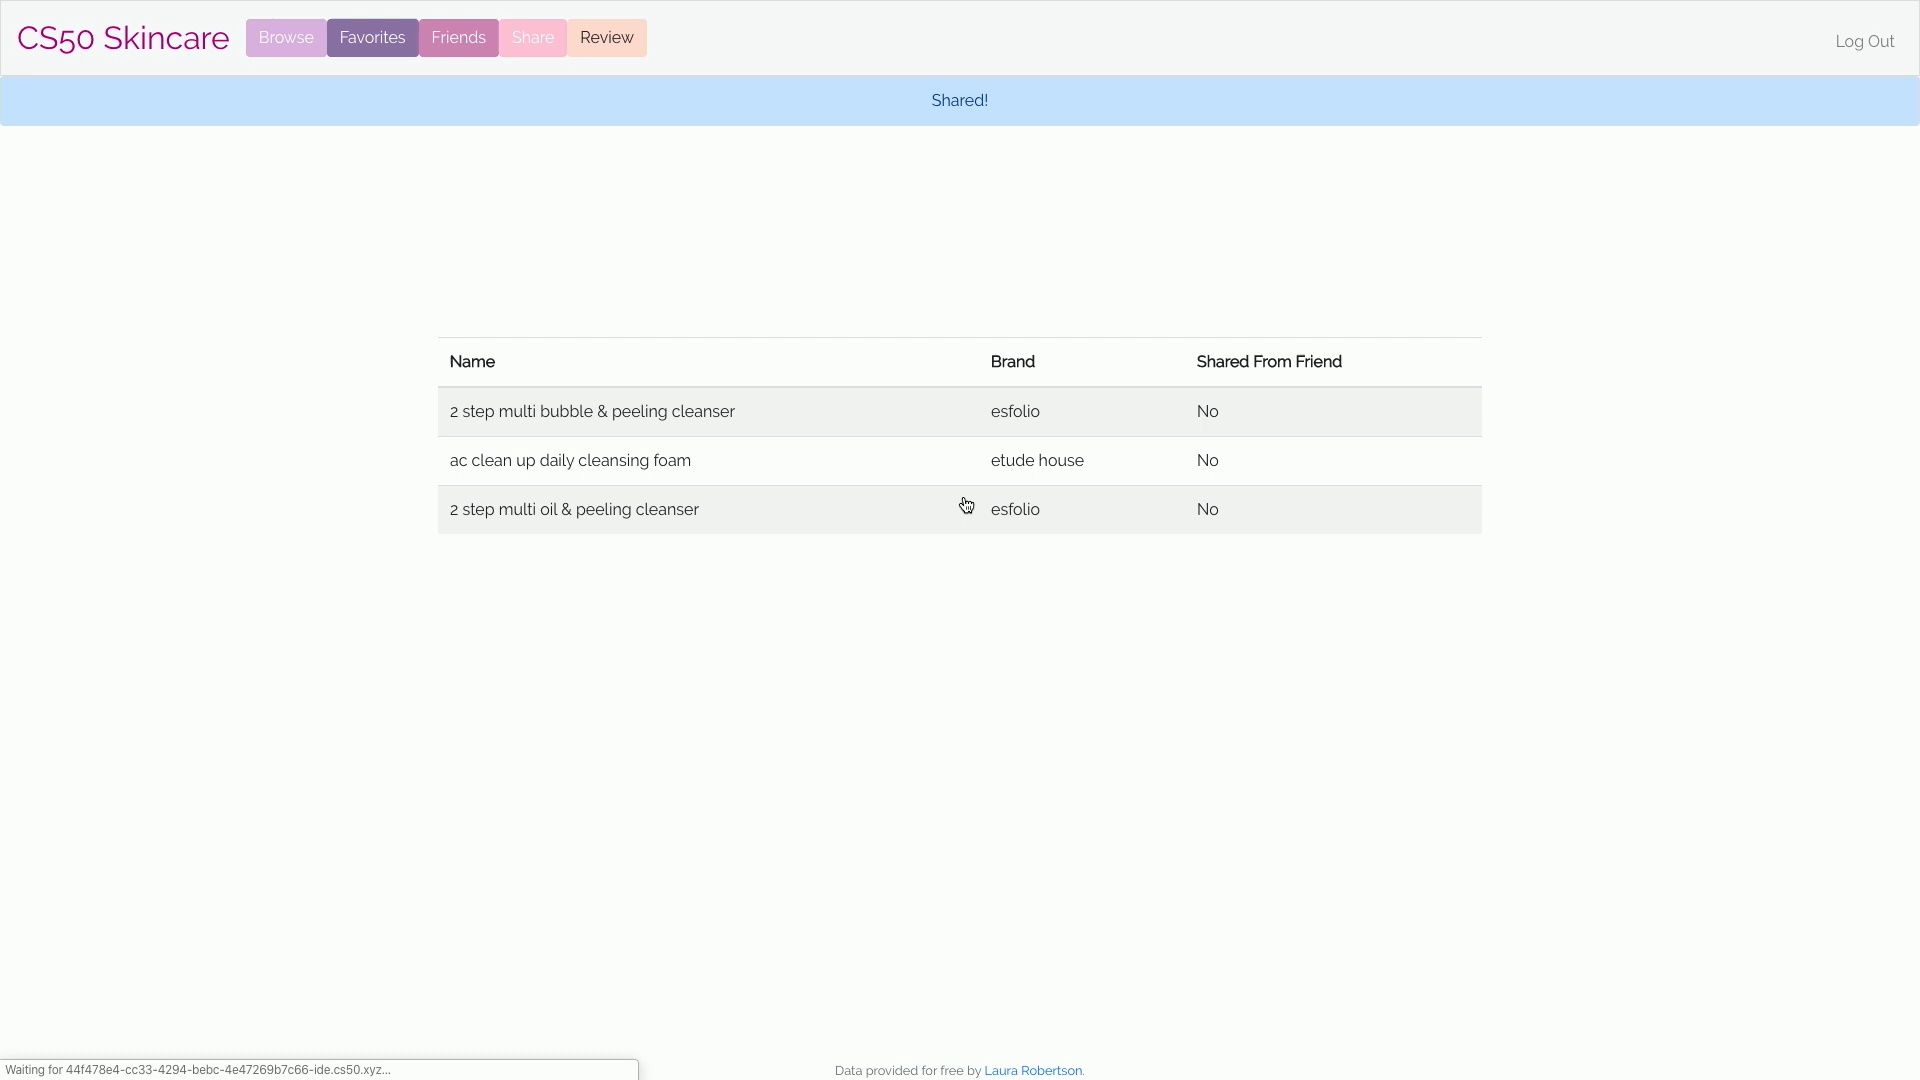 CS50 Skincare Browse Favorites Friends Share Review Log Out
Shared!
Name Brand Shared From Friend
2 step multi bubble & peeling cleanser esfolio No
ac clean up daily cleansing foam etude house No
2 step multi oil & peeling cleanser esfolio No
Waiting for 44f478e4-cc33-4294-bebc-4e47269b7c66-ide.cs50.xyz...
Data provided for free by Laura Robertson.